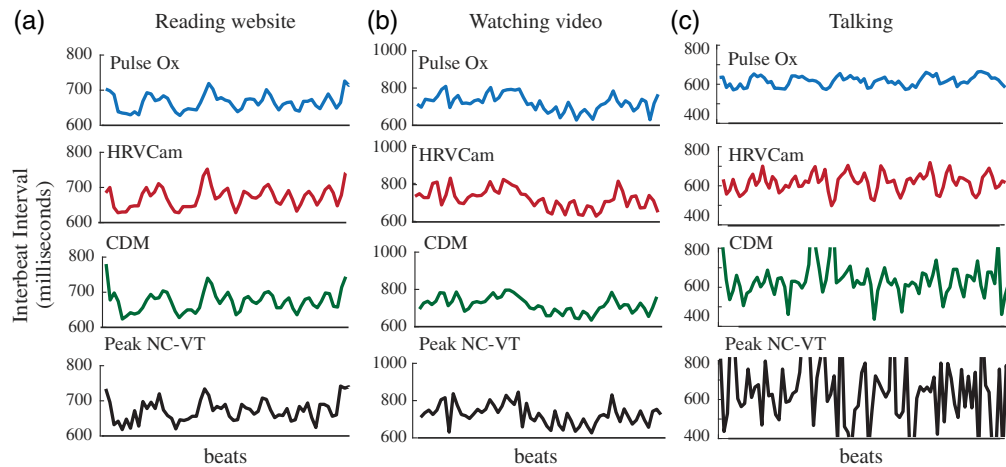 (a) Reading website
(b) Watching video
(c) Talking
Interbeat Interval
(milliseconds)
Pulse Ox
800
700
600
HRVCam
800
700
600
CDM
800
700
600
Peak NC-VT
800
700
600
beats
Pulse Ox
1000
800
600
HRVCam
1000
800
600
CDM
1000
800
600
Peak NC-VT
1000
800
600
beats
Pulse Ox
800
600
400
HRVCam
800
600
400
CDM
800
600
400
Peak NC-VT
800
600
400
beats